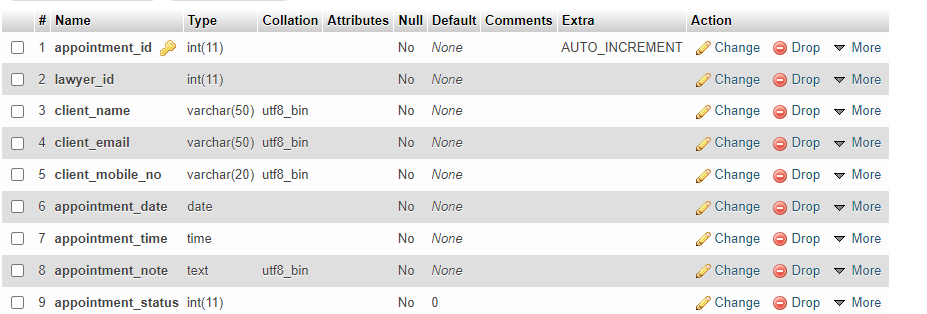 # Name Type Collation Attributes Null Default Comments Extra Action
1 appointment_id int(11) No None AUTO_INCREMENT Change Drop More
2 lawyer_id int(11) No None Change Drop More
3 client_name varchar(50) utf8_bin No None Change Drop More
4 client_email varchar(50) utf8_bin No None Change Drop More
5 client_mobile_no varchar(20) utf8_bin No None Change Drop More
6 appointment_date date No None Change Drop More
7 appointment_time time No None Change Drop More
8 appointment_note text utf8_bin No None Change Drop More
9 appointment_status int(11) No 0 Change Drop More